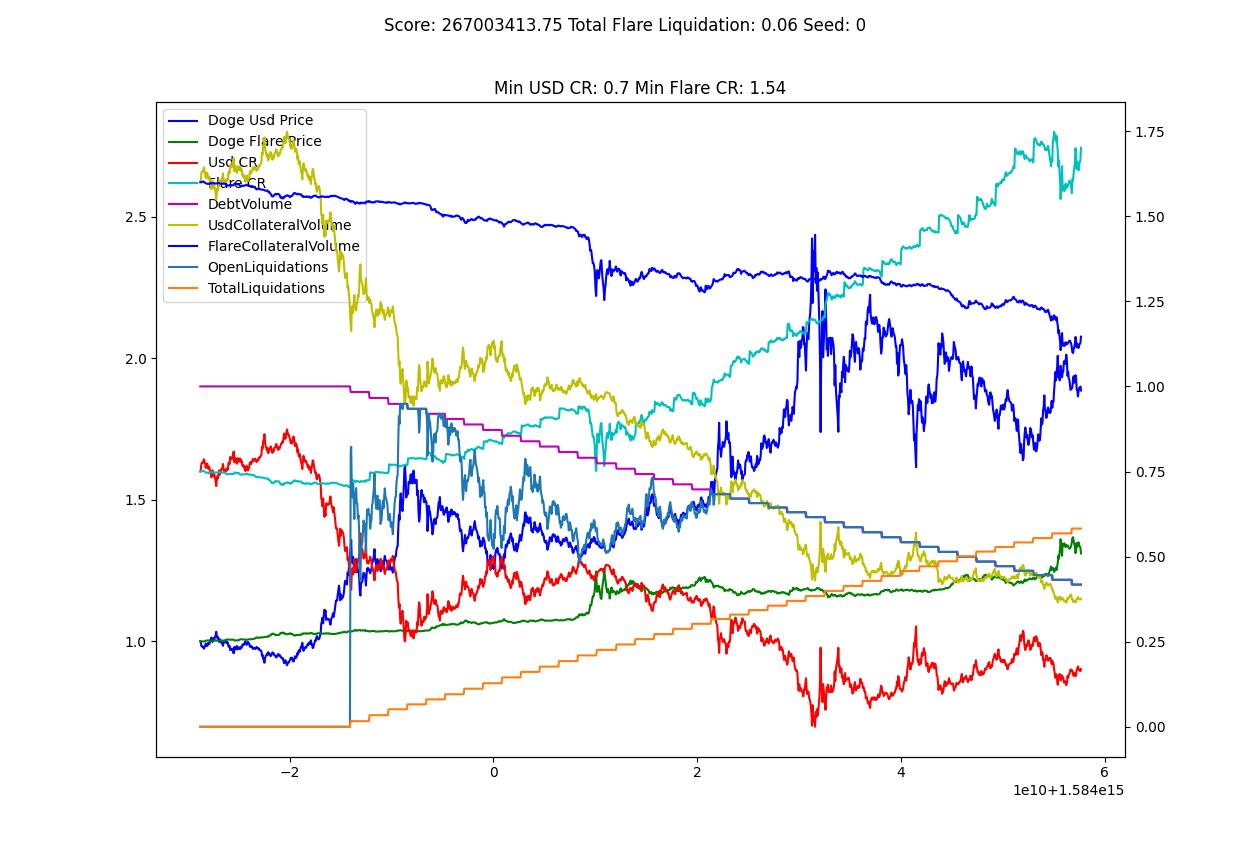 Score: 267003413.75 Total Flare Liquidation: 0.06 Seed: 0
Min USD CR: 0.7 Min Flare CR: 1.54
Doge Usd Price
Doge Flare Price
Usd CR
Flare CR
DebtVolume
UsdCollateralVolume
FlareCollateralVolume
OpenLiquidations
TotalLiquidations
2.5
2.0
1.5
1.0
1.75
1.50
1.25
1.00
0.75
0.50
0.25
0.00
−2
0
2
4
6
1e10+1.584e15